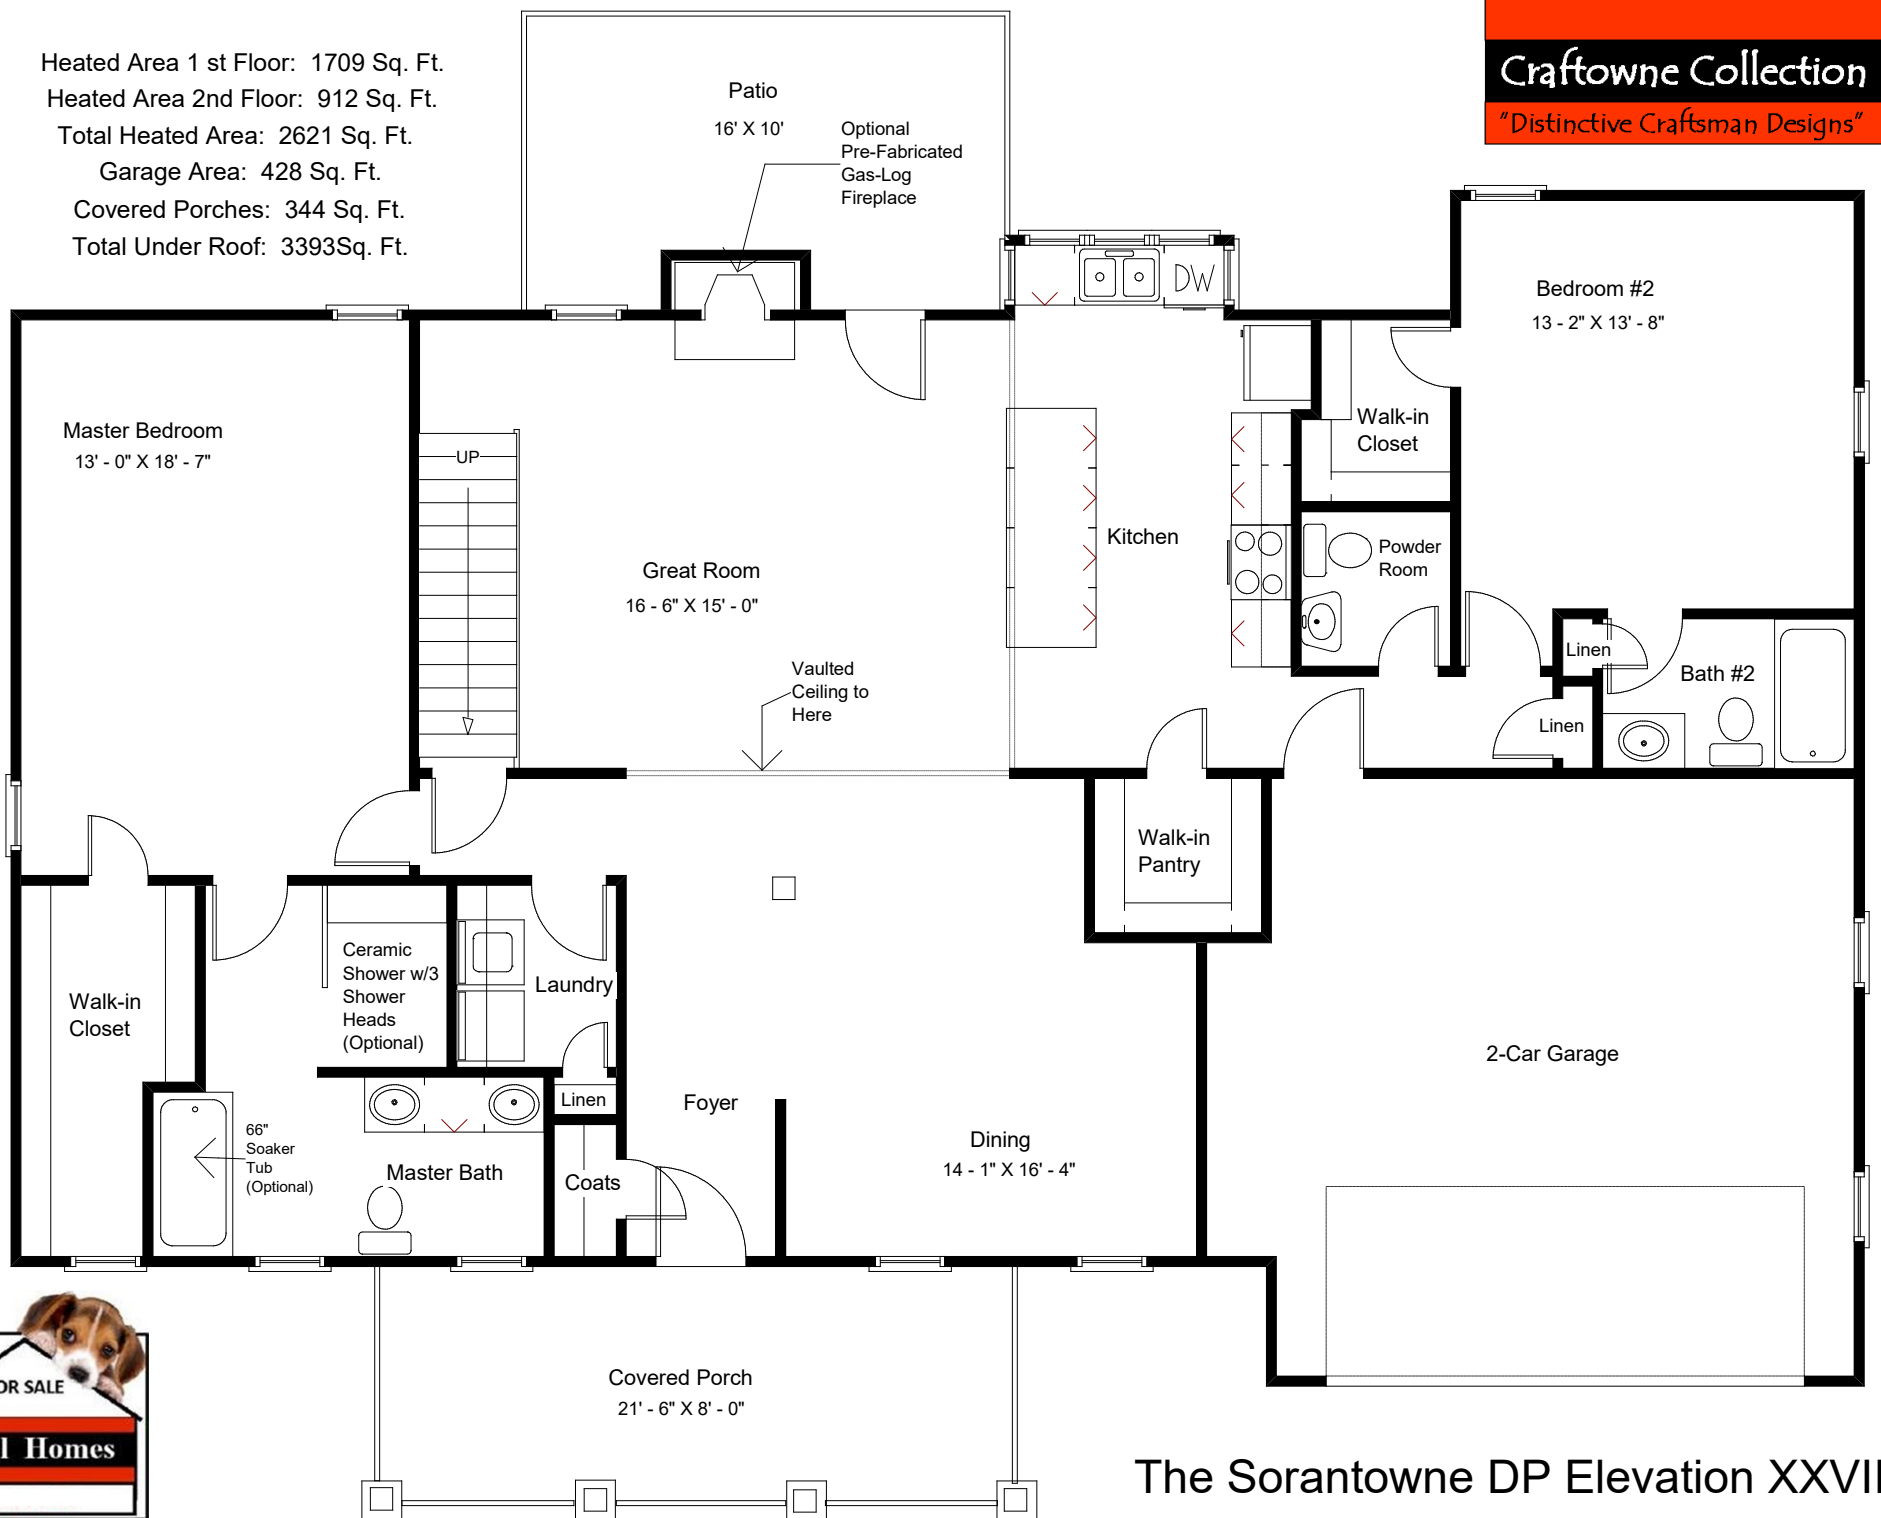 Heated Area 1 st Floor:  1709 Sq. Ft.
Heated Area 2nd Floor:  912 Sq. Ft.
Total Heated Area:  2621 Sq. Ft.
Garage Area:  428 Sq. Ft.
Covered Porches:  344 Sq. Ft.
Total Under Roof:  3393Sq. Ft.
Craftowne Collection
"Distinctive Craftsman Designs"
Patio
16' X 10'
Optional
Pre-Fabricated
Gas-Log
Fireplace
DW
Bedroom #2
13 - 2" X 13' - 8"
Master Bedroom
13' - 0" X 18' - 7"
UP
Walk-in
Closet
Kitchen
Great Room
16 - 6" X 15' - 0"
Powder
Room
Vaulted
Ceiling to
Here
Linen
Bath #2
Linen
Walk-in
Pantry
Ceramic
Shower w/3
Shower
Heads
(Optional)
Laundry
Walk-in
Closet
2-Car Garage
Linen
Foyer
66"
Soaker
Tub
(Optional)
Master Bath
Coats
Dining
14 - 1" X 16' - 4"
Covered Porch
21' - 6" X 8' - 0"
OR SALE
l Homes
The Sorantowne DP Elevation XXVII